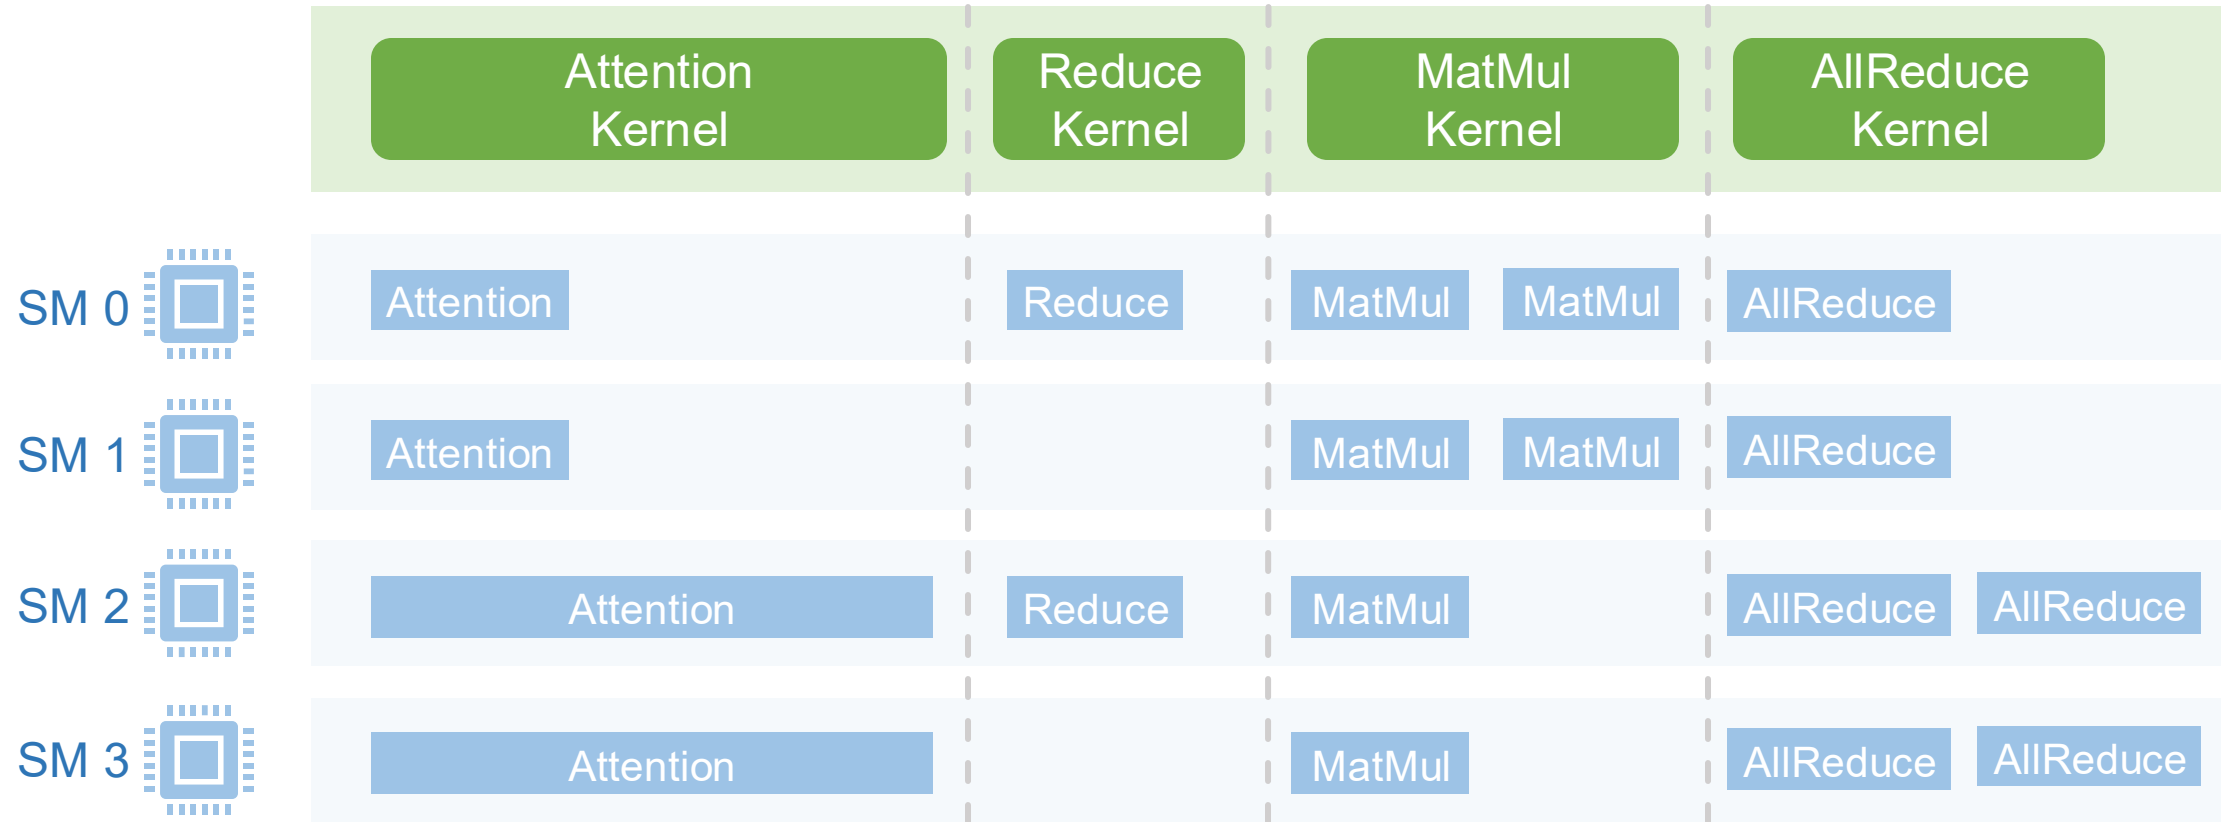 Attention
Kernel
Reduce
Kernel
MatMul
Kernel
AllReduce
Kernel
SM 0
Attention
Reduce
MatMul
MatMul
AllReduce
SM 1
Attention
MatMul
MatMul
AllReduce
SM 2
Attention
Reduce
MatMul
AllReduce
AllReduce
SM 3
Attention
MatMul
AllReduce
AllReduce